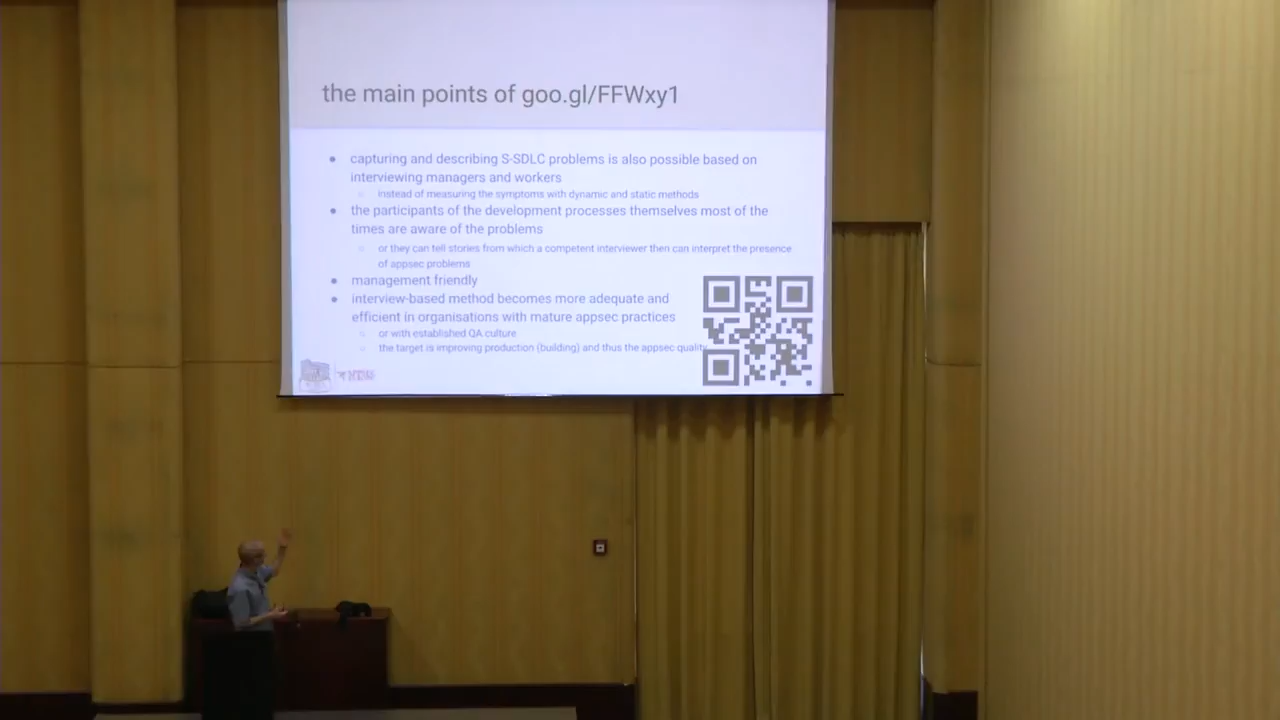 the main points of goo.gl/FFWxy1
● capturing and describing S-SDLC problems is also possible based on
interviewing managers and workers
○ instead of measuring the symptoms with dynamic and static methods
● the participants of the development processes themselves most of the
times are aware of the problems
○ or they can tell stories from which a competent interviewer then can interpret the presence
of appsec problems
● management friendly
● interview-based method becomes more adequate and
efficient in organisations with mature appsec practices
○ or with established QA culture
○ the target is improving production (building) and thus the appsec quality